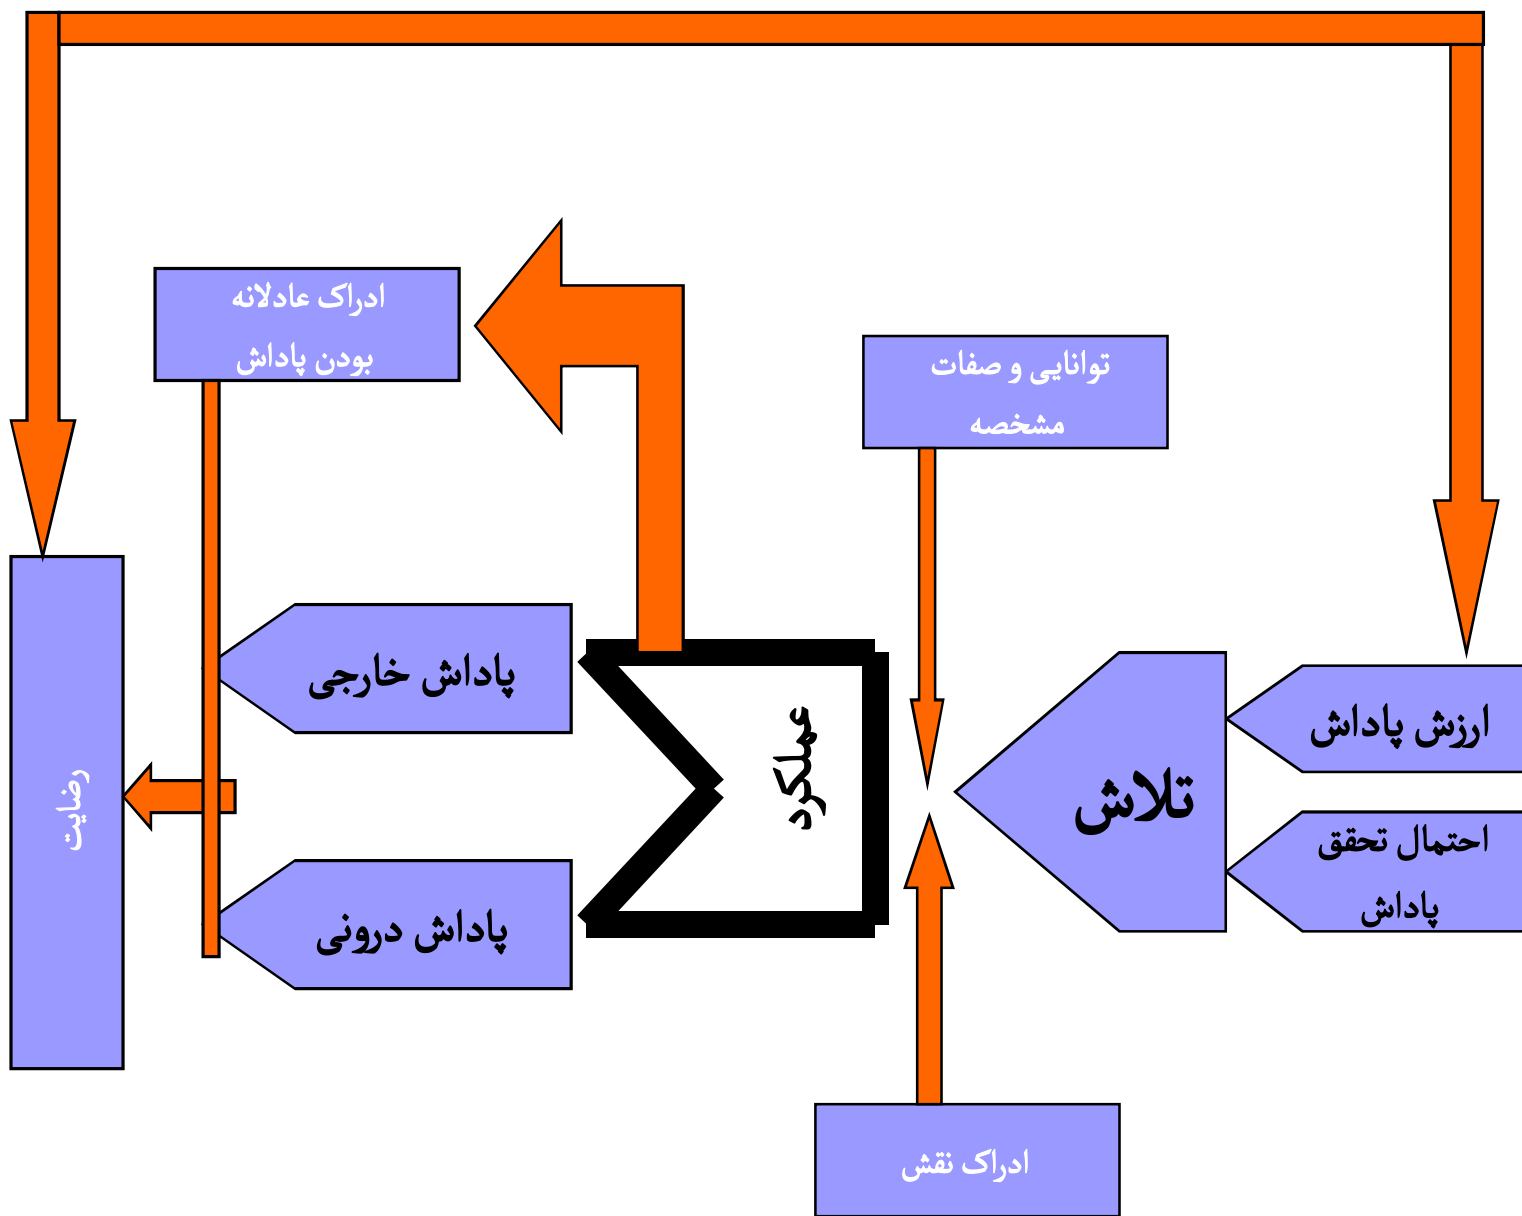 ادراک عادلانه
بودن پاداش
توانایی و صفات
مشخصه
پاداش خارجی
ارزش پاداش
عملکرد
تلاش
رضایت
احتمال تحقق
پاداش
پاداش درونی
ادراک نقش